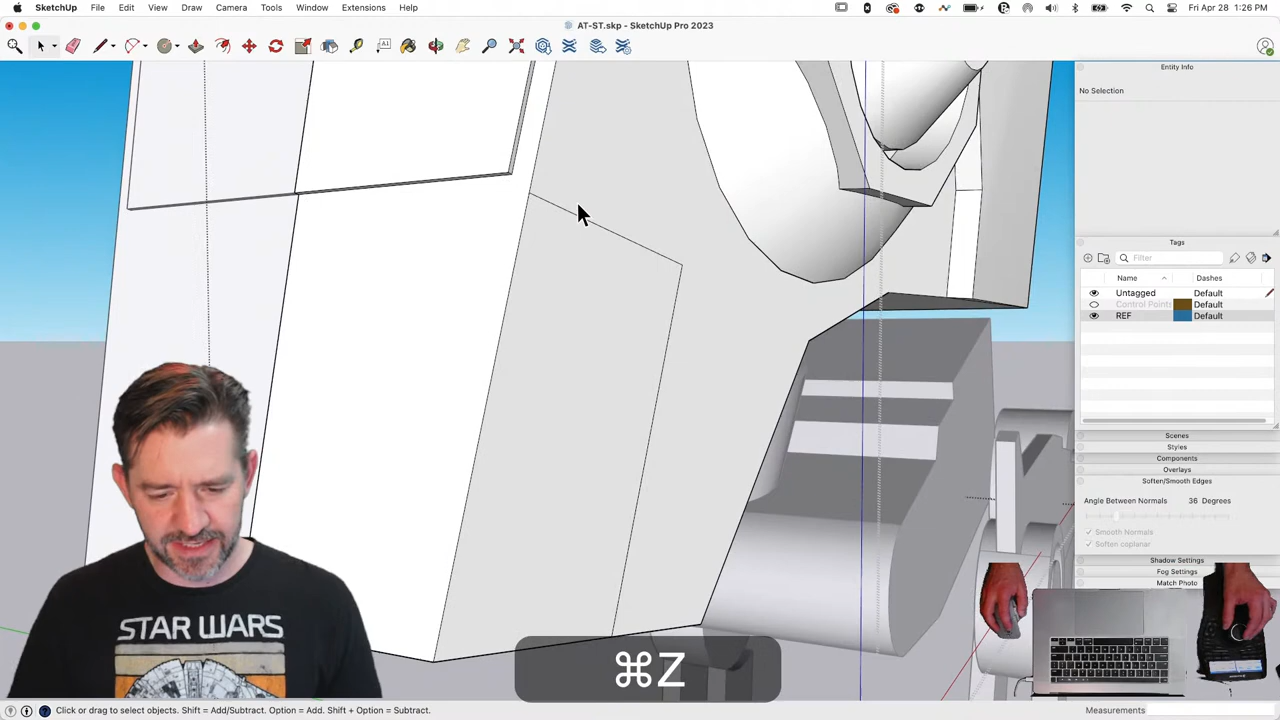 SketchUp File Edit View Draw Camera Tools Window Extensions Help
Fri Apr 28 1:26 PM
AT-ST.skp - SketchUp Pro 2023
Entity Info
No Selection
Tags
Filter
Name Dashes
Untagged Default
Control Points Default
REF Default
Scenes
Styles
Components
Overlays
Soften/Smooth Edges
Angle Between Normals 36 Degrees
Smooth Normals
Soften coplanar
Shadow Settings
Fog Settings
Match Photo
STAR WARS
⌘Z
Click or drag to select objects. Shift = Add/Subtract. Option = Add. Shift + Option = Subtract.
Measurements